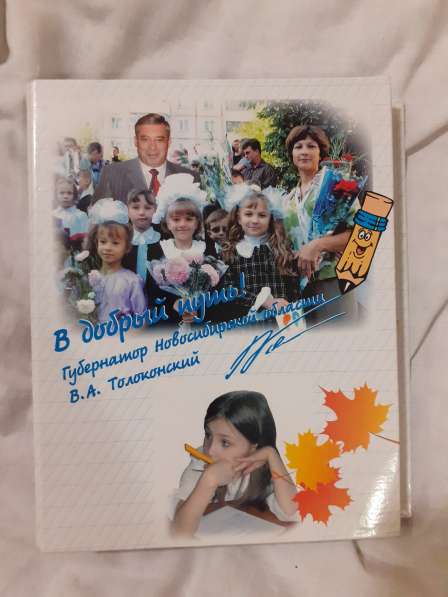 В добрый путь!
Губернатор Новосибирской области
В.А. Толоконский